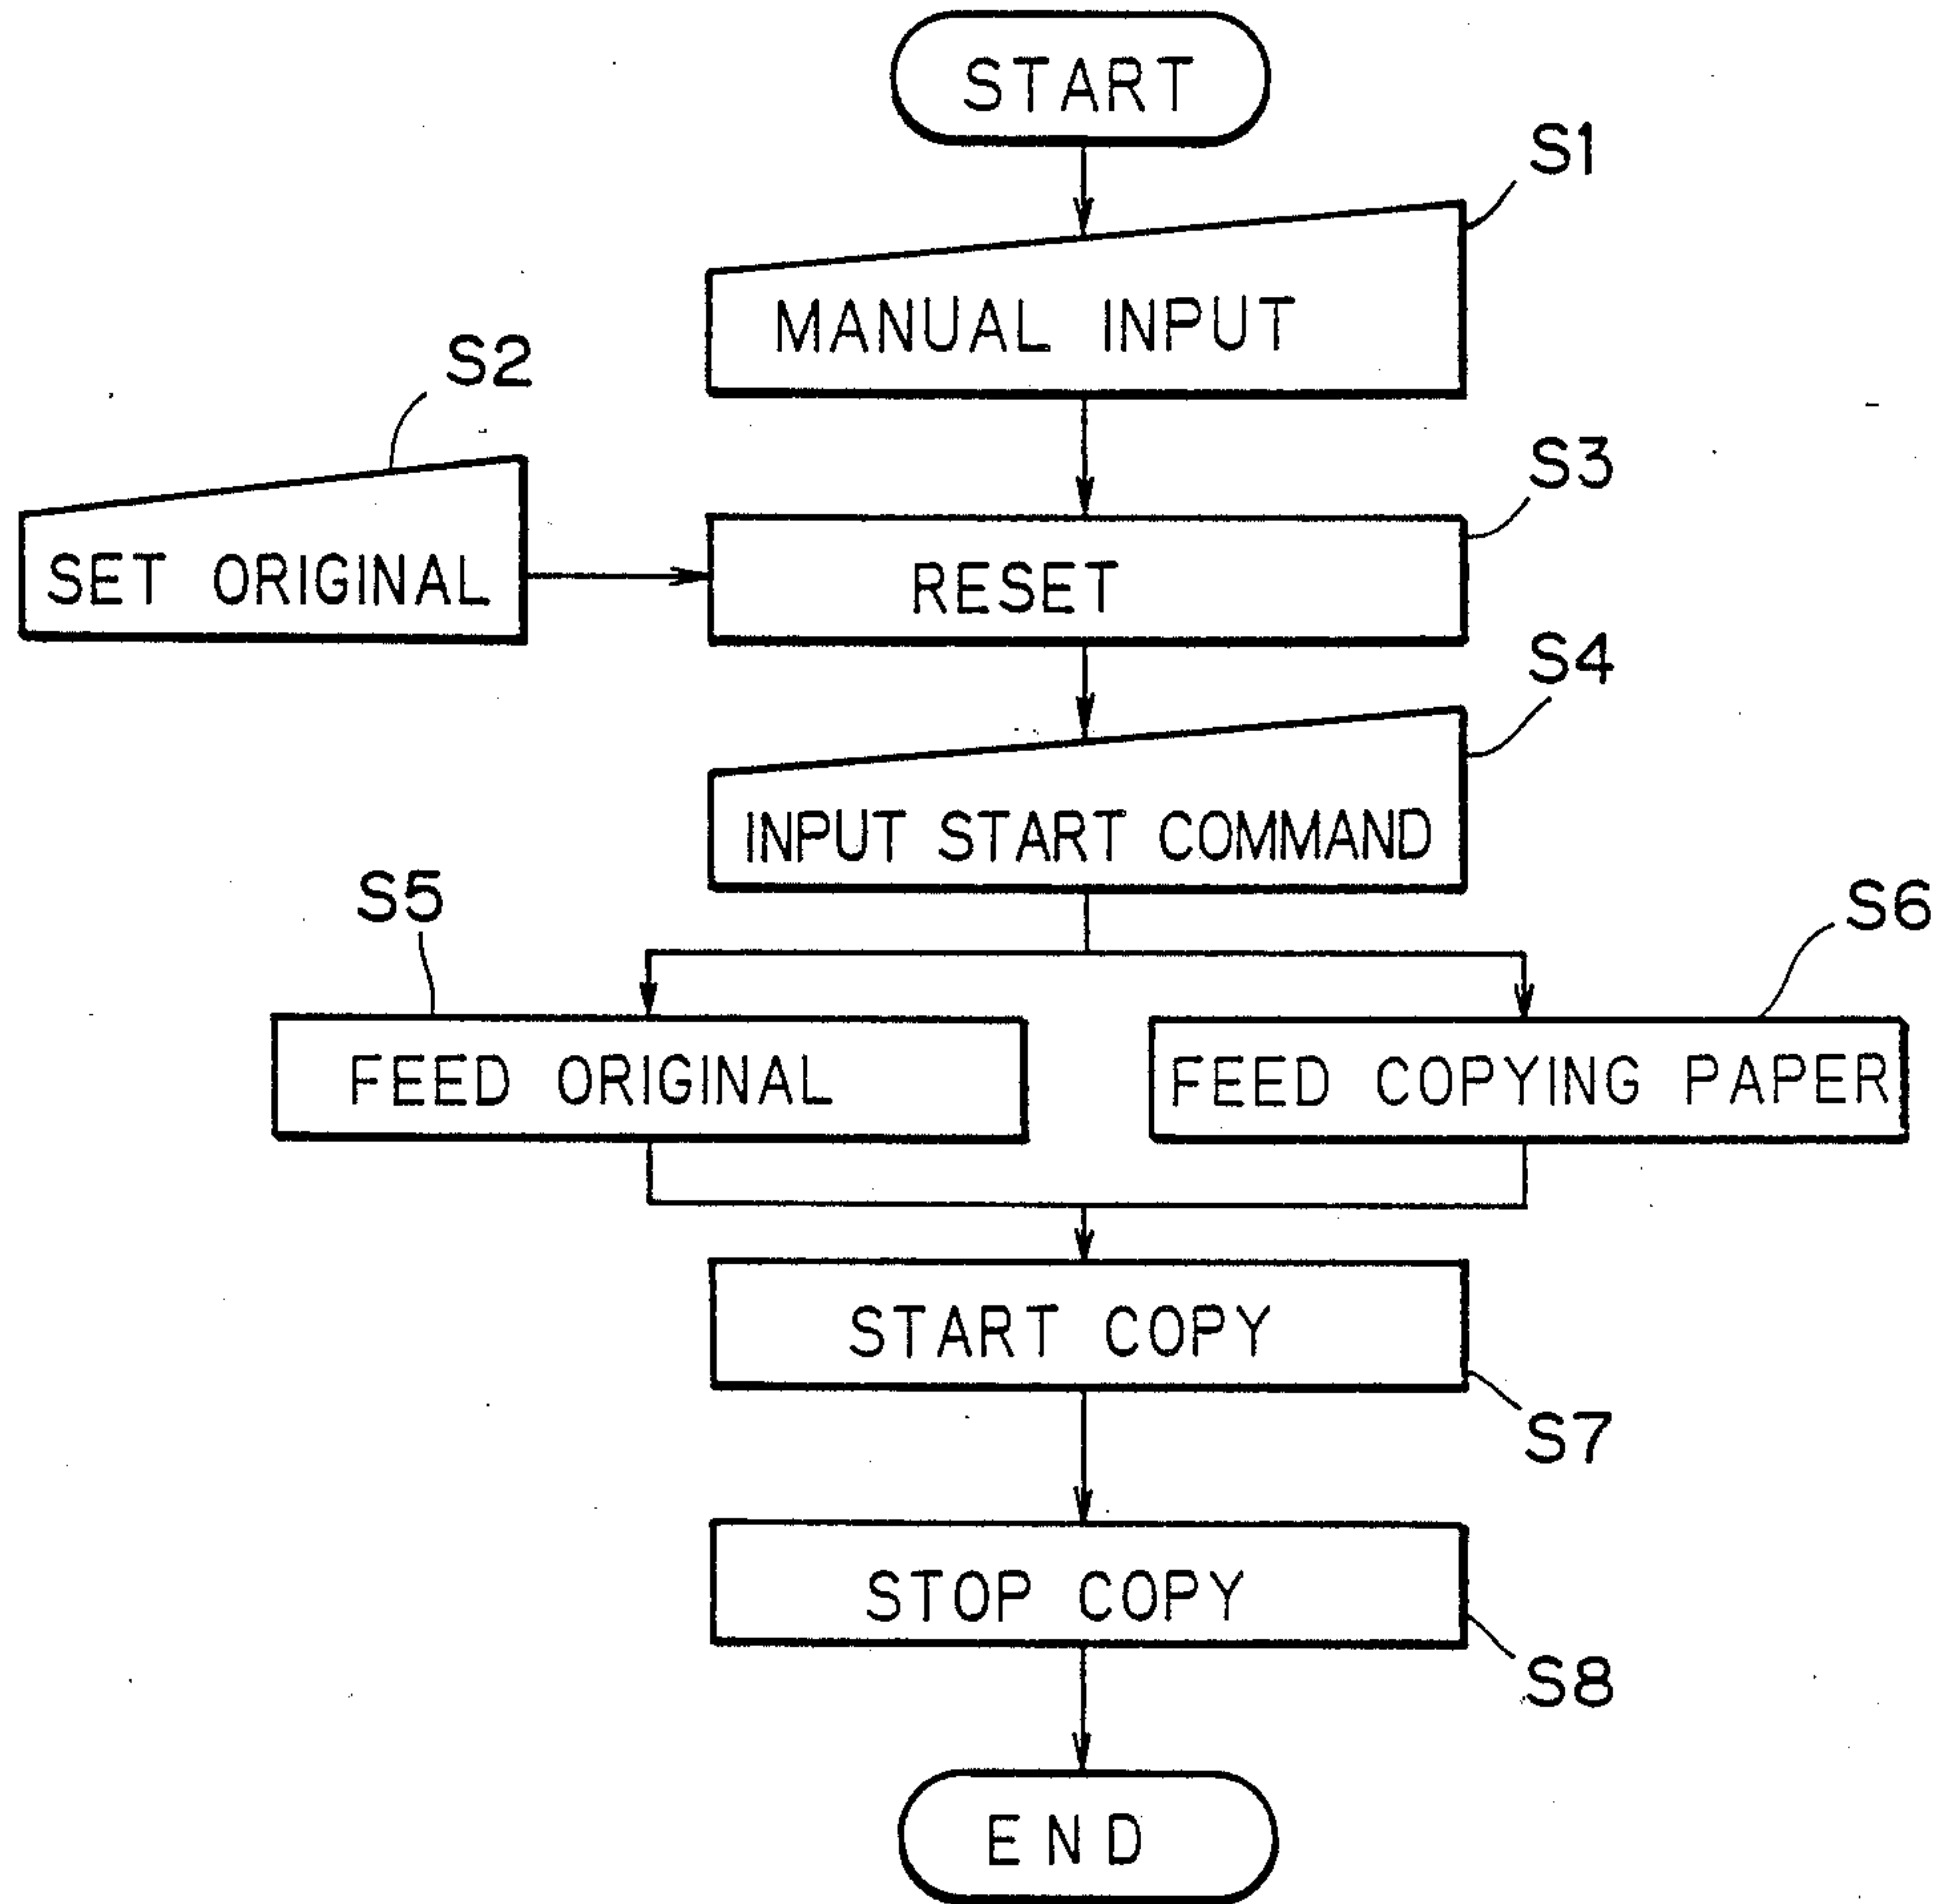 START
S1
MANUAL INPUT
S2
S3
SET ORIGINAL
RESET
S4
INPUT START COMMAND
S5
S6
FEED ORIGINAL
FEED COPYING PAPER
START COPY
S7
STOP COPY
S8
END